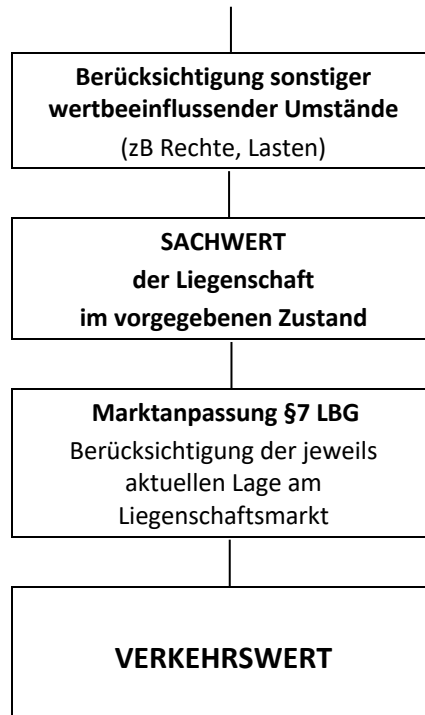 Berücksichtigung sonstiger
wertbeeinflussender Umstände
(zB Rechte, Lasten)
SACHWERT
der Liegenschaft
im vorgegebenen Zustand
Marktanpassung §7 LBG
Berücksichtigung der jeweils
aktuellen Lage am
Liegenschaftsmarkt
VERKEHRSWERT